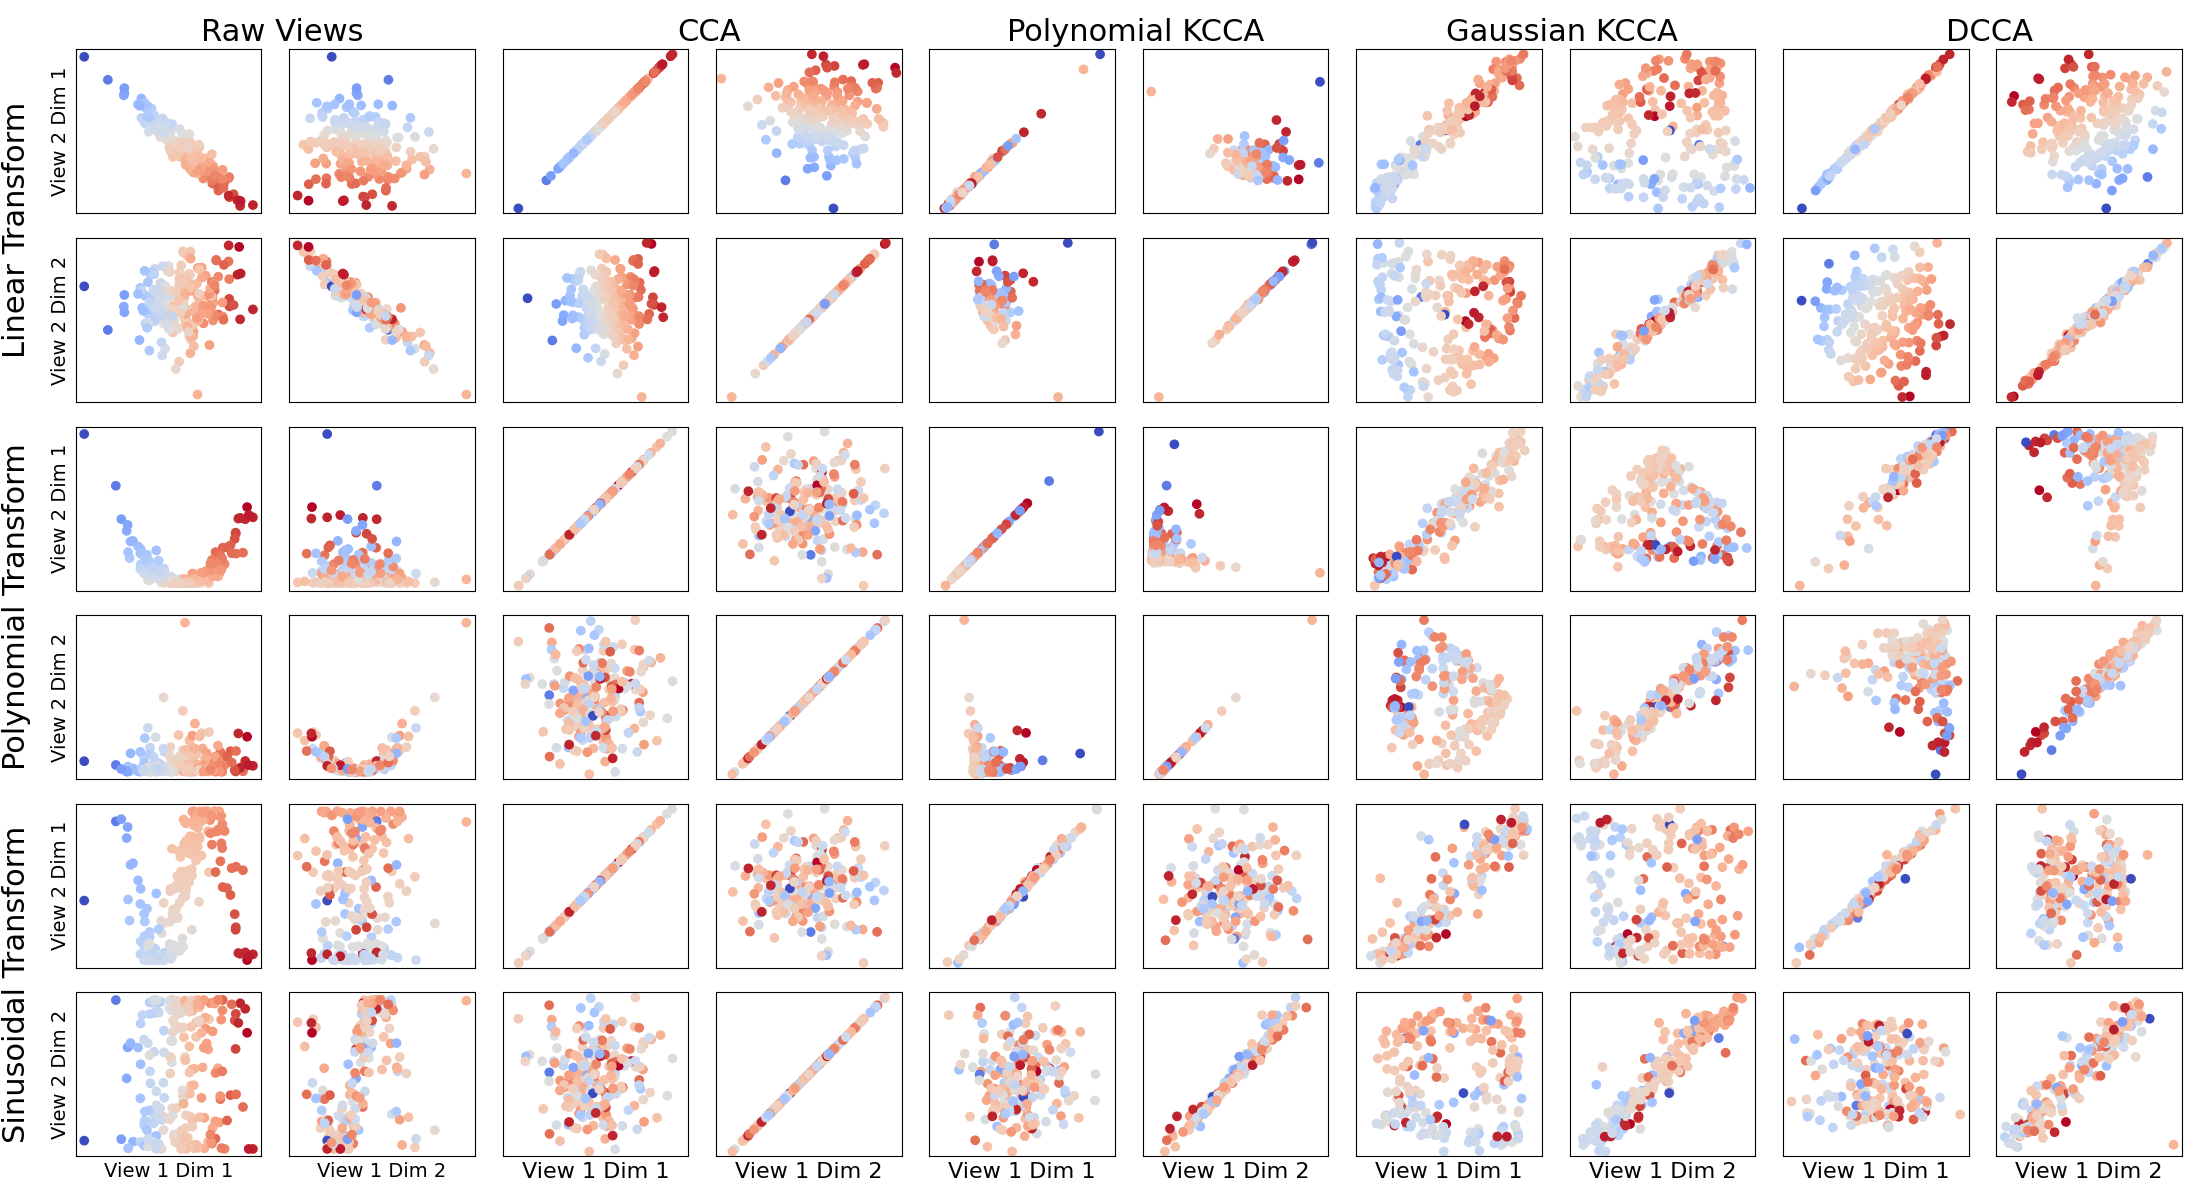 Raw Views
CCA
Polynomial KCCA
Gaussian KCCA
DCCA
Linear Transform
View 2 Dim 1
View 2 Dim 2
Polynomial Transform
View 2 Dim 1
View 2 Dim 2
Sinusoidal Transform
View 2 Dim 1
View 2 Dim 2
View 1 Dim 1
View 1 Dim 2
View 1 Dim 1
View 1 Dim 2
View 1 Dim 1
View 1 Dim 2
View 1 Dim 1
View 1 Dim 2
View 1 Dim 1
View 1 Dim 2